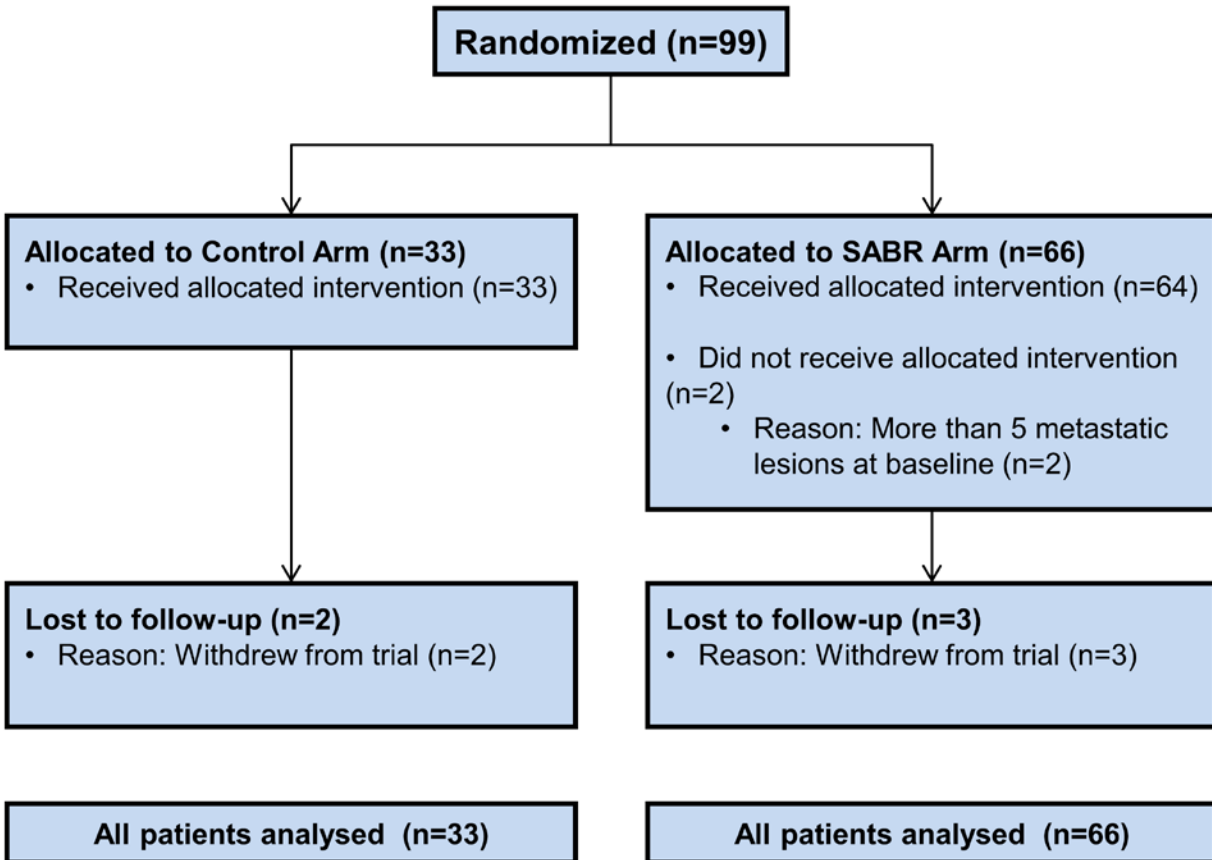 Randomized (n=99)
Allocated to Control Arm (n=33)
• Received allocated intervention (n=33)
Allocated to SABR Arm (n=66)
• Received allocated intervention (n=64)
• Did not receive allocated intervention
(n=2)
• Reason: More than 5 metastatic
lesions at baseline (n=2)
Lost to follow-up (n=2)
• Reason: Withdrew from trial (n=2)
Lost to follow-up (n=3)
• Reason: Withdrew from trial (n=3)
All patients analysed (n=33)
All patients analysed (n=66)